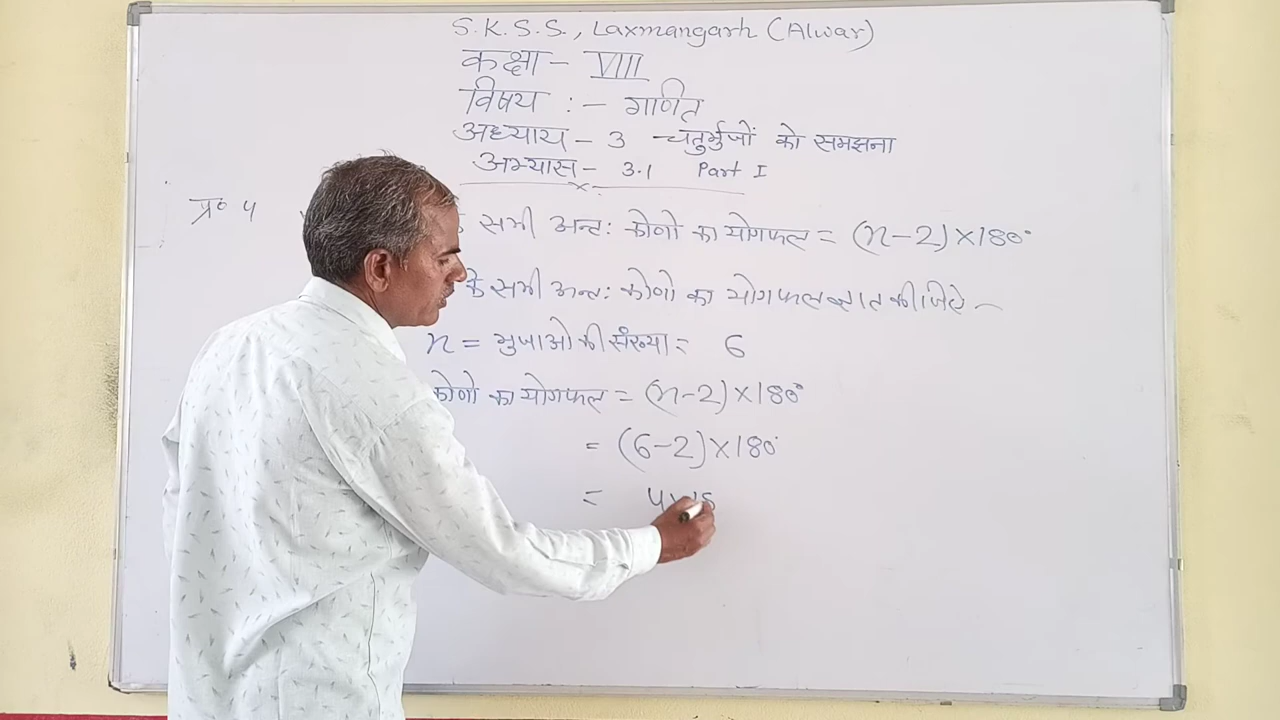 S.K.S.S., Laxmangarh (Alwar)
कक्षा - VIII
विषय :- गणित
अध्याय - 3 चतुर्भुजों को समझना
अभ्यास - 3.1 Part I
प्र० 4 के सभी अन्तः कोणो का योगफल = (n-2)×180°
के सभी अन्तः कोणो का योगफल ज्ञात कीजिये -
n = भुजाओ की संख्या = 6
कोणो का योगफल = (n-2)×180°
= (6-2)×180°
= 4×18